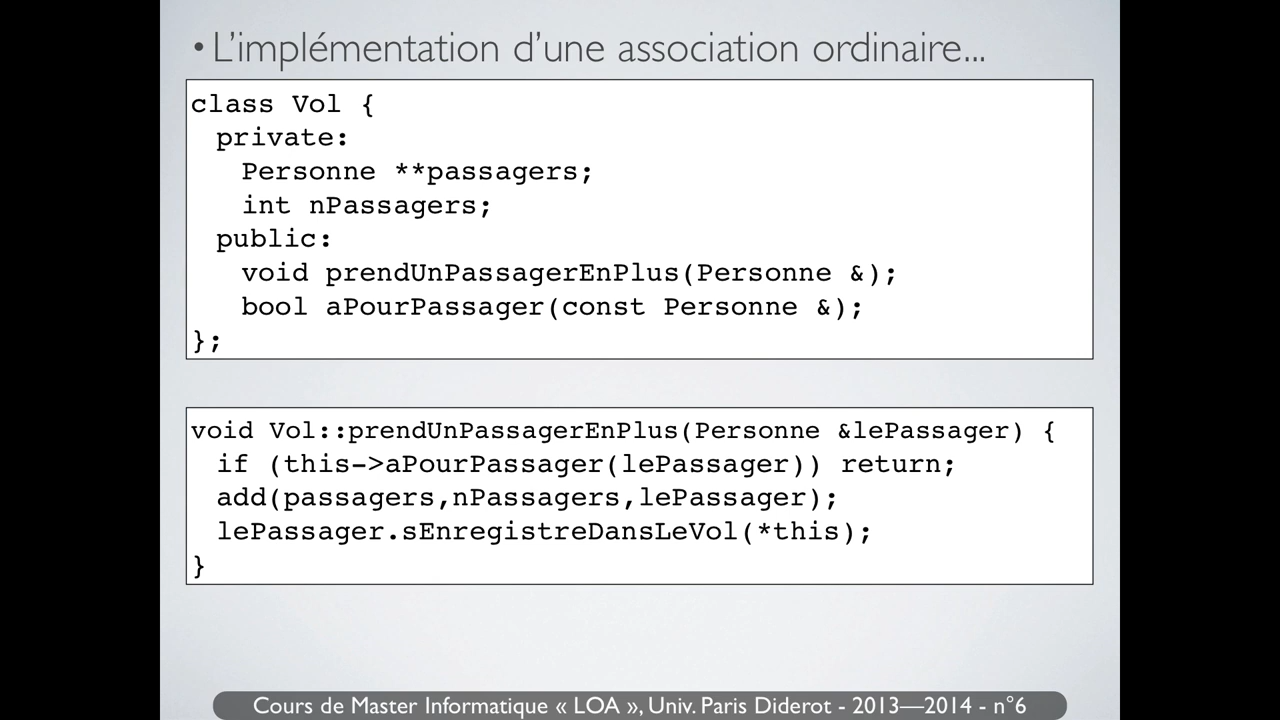 • L'implémentation d'une association ordinaire...
class Vol {
private:
Personne **passagers;
int nPassagers;
public:
void prendUnPassagerEnPlus(Personne &);
bool aPourPassager(const Personne &);
};
void Vol::prendUnPassagerEnPlus(Personne &lePassager) {
if (this->aPourPassager(lePassager)) return;
add(passagers,nPassagers,lePassager);
lePassager.sEnregistreDansLeVol(*this);
}
Cours de Master Informatique « LOA », Univ. Paris Diderot - 2013—2014 - n°6